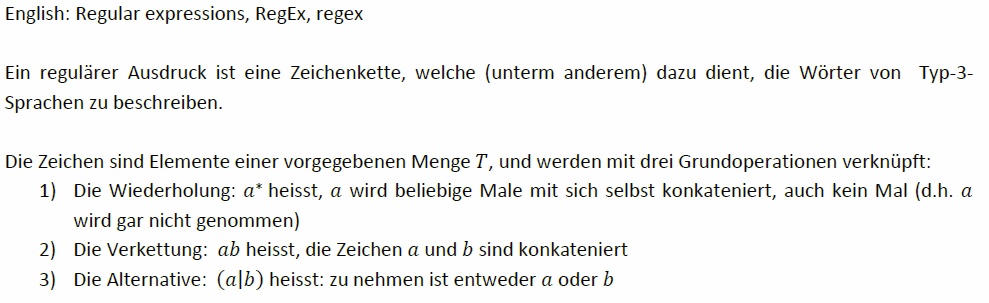 English: Regular expressions, RegEx, regex
Ein regulärer Ausdruck ist eine Zeichenkette, welche (unterm anderem) dazu dient, die Wörter von Typ-3-
Sprachen zu beschreiben.
Die Zeichen sind Elemente einer vorgegebenen Menge T, und werden mit drei Grundoperationen verknüpft:
1) Die Wiederholung: a* heisst, a wird beliebige Male mit sich selbst konkateniert, auch kein Mal (d.h. a
wird gar nicht genommen)
2) Die Verkettung: ab heisst, die Zeichen a und b sind konkateniert
3) Die Alternative: (a|b) heisst: zu nehmen ist entweder a oder b